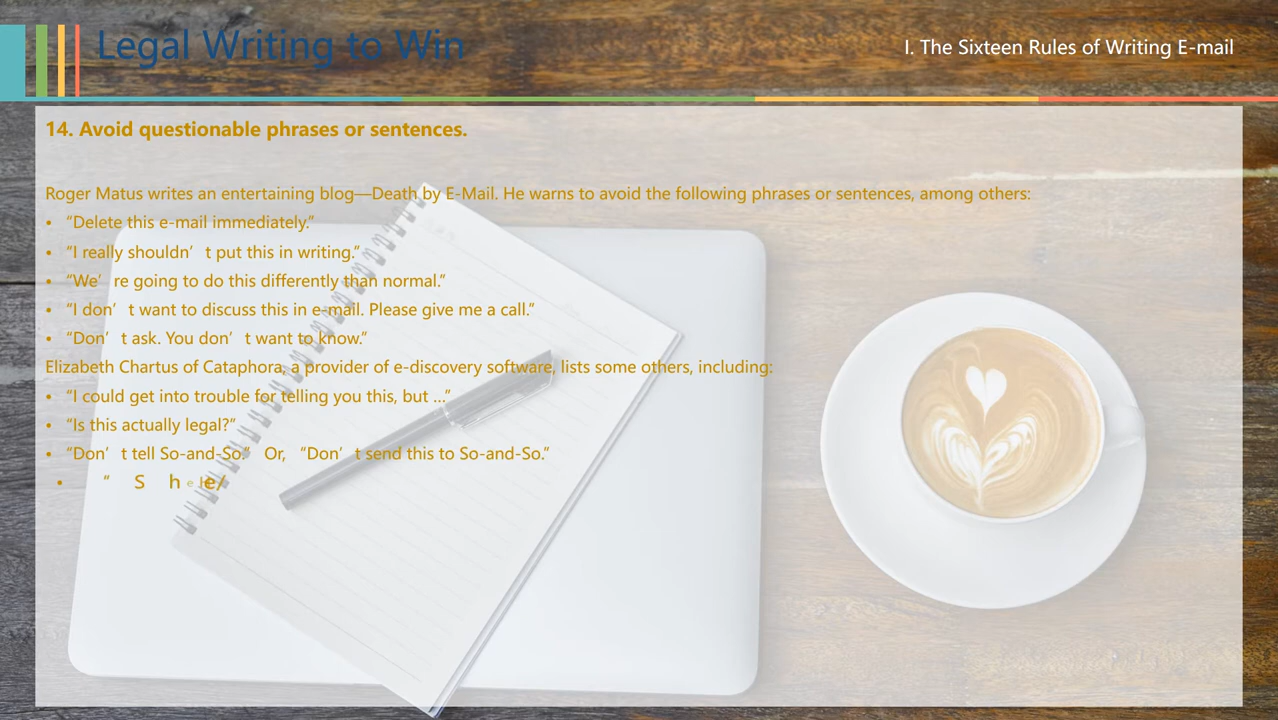 Legal Writing to Win
I. The Sixteen Rules of Writing E-mail
14. Avoid questionable phrases or sentences.
Roger Matus writes an entertaining blog—Death by E-Mail. He warns to avoid the following phrases or sentences, among others:
• “Delete this e-mail immediately.”
• “I really shouldn’t put this in writing.”
• “We’re going to do this differently than normal.”
• “I don’t want to discuss this in e-mail. Please give me a call.”
• “Don’t ask. You don’t want to know.”
Elizabeth Chartus of Cataphora, a provider of e-discovery software, lists some others, including:
• “I could get into trouble for telling you this, but …”
• “Is this actually legal?”
• “Don’t tell So-and-So.” Or, “Don’t send this to So-and-So.”